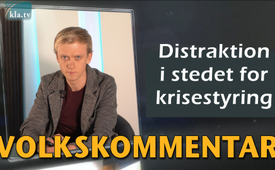 kla.tv
Distraktion
i stedet for
krisestyring
VOLKSKOMMENTAR